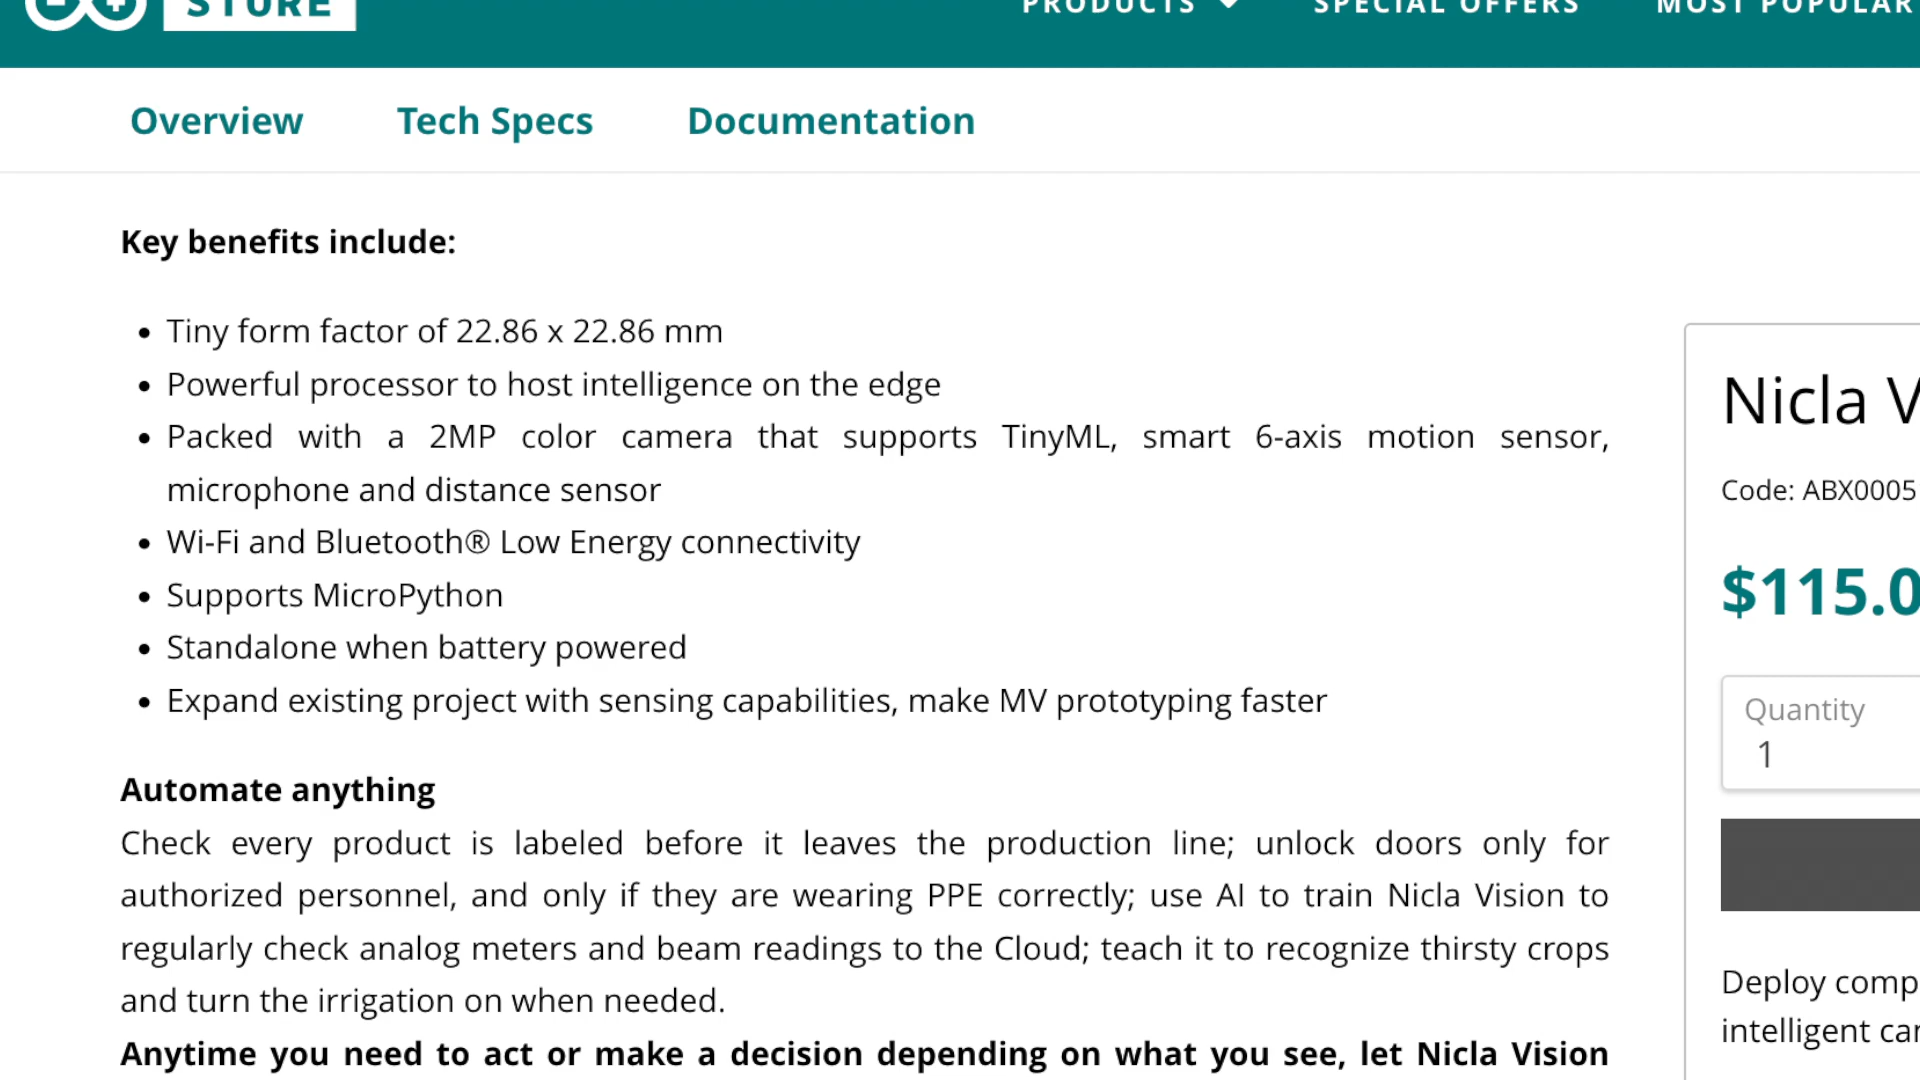 STORE
PRODUCTS
SPECIAL OFFERS
MOST POPULAR
Overview
Tech Specs
Documentation
Key benefits include:
Tiny form factor of 22.86 x 22.86 mm
Powerful processor to host intelligence on the edge
Packed with a 2MP color camera that supports TinyML, smart 6-axis motion sensor,
microphone and distance sensor
Wi-Fi and Bluetooth® Low Energy connectivity
Supports MicroPython
Standalone when battery powered
Expand existing project with sensing capabilities, make MV prototyping faster
Automate anything
Check every product is labeled before it leaves the production line; unlock doors only for
authorized personnel, and only if they are wearing PPE correctly; use AI to train Nicla Vision to
regularly check analog meters and beam readings to the Cloud; teach it to recognize thirsty crops
and turn the irrigation on when needed.
Anytime you need to act or make a decision depending on what you see, let Nicla Vision
Nicla V
Code: ABX0005
$115.0
Quantity
1
Deploy comp
intelligent ca